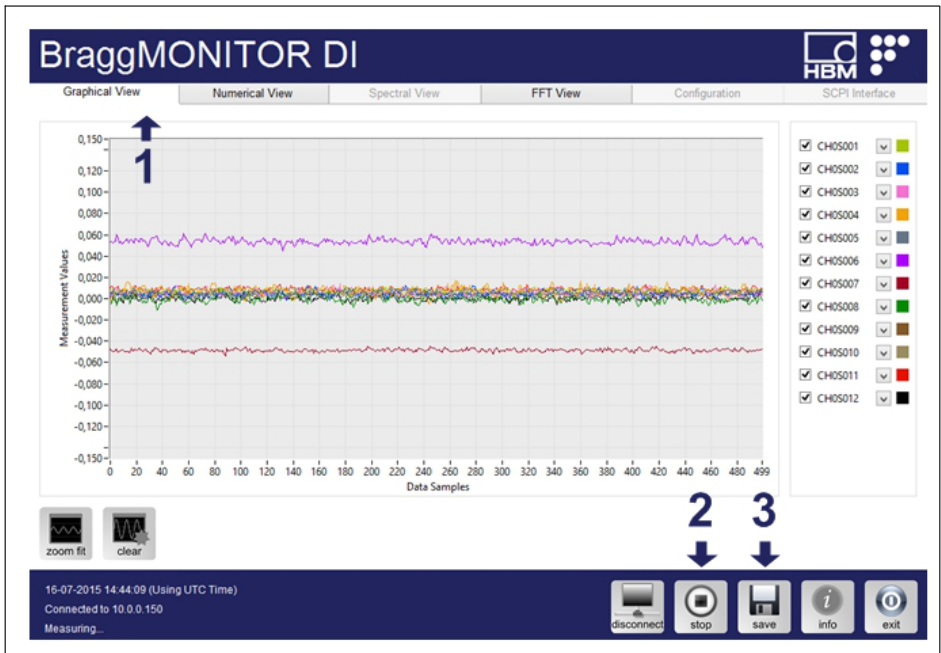 BraggMONITOR DI
HBM
Graphical View Numerical View Spectral View FFT View Configuration SCPI Interface
1
0,150
0,120
0,100
0,080
0,060
0,040
0,020
0,000
-0,020
-0,040
-0,060
-0,080
-0,100
-0,120
-0,150
Measurement Values
0 20 40 60 80 100 120 140 160 180 200 220 240 260 280 300 320 340 360 380 400 420 440 460 480 499
Data Samples
CH0S001
CH0S002
CH0S003
CH0S004
CH0S005
CH0S006
CH0S007
CH0S008
CH0S009
CH0S010
CH0S011
CH0S012
2 3
zoom fit clear
16-07-2015 14:44:09 (Using UTC Time)
Connected to 10.0.0.150
Measuring...
disconnect stop save info exit